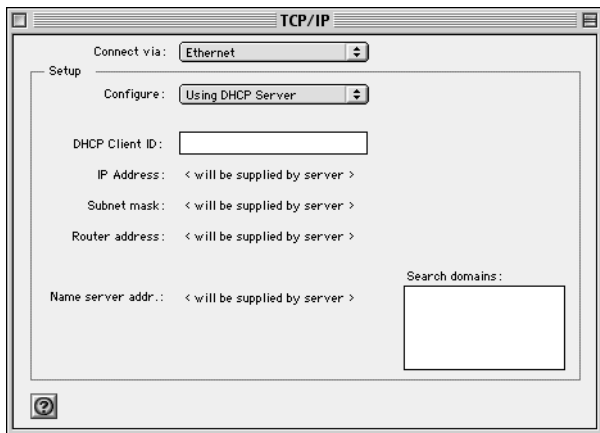 TCP/IP
Connect via: Ethernet
Setup
Configure: Using DHCP Server
DHCP Client ID:
IP Address: < will be supplied by server >
Subnet mask: < will be supplied by server >
Router address: < will be supplied by server >
Search domains:
Name server addr.: < will be supplied by server >
?